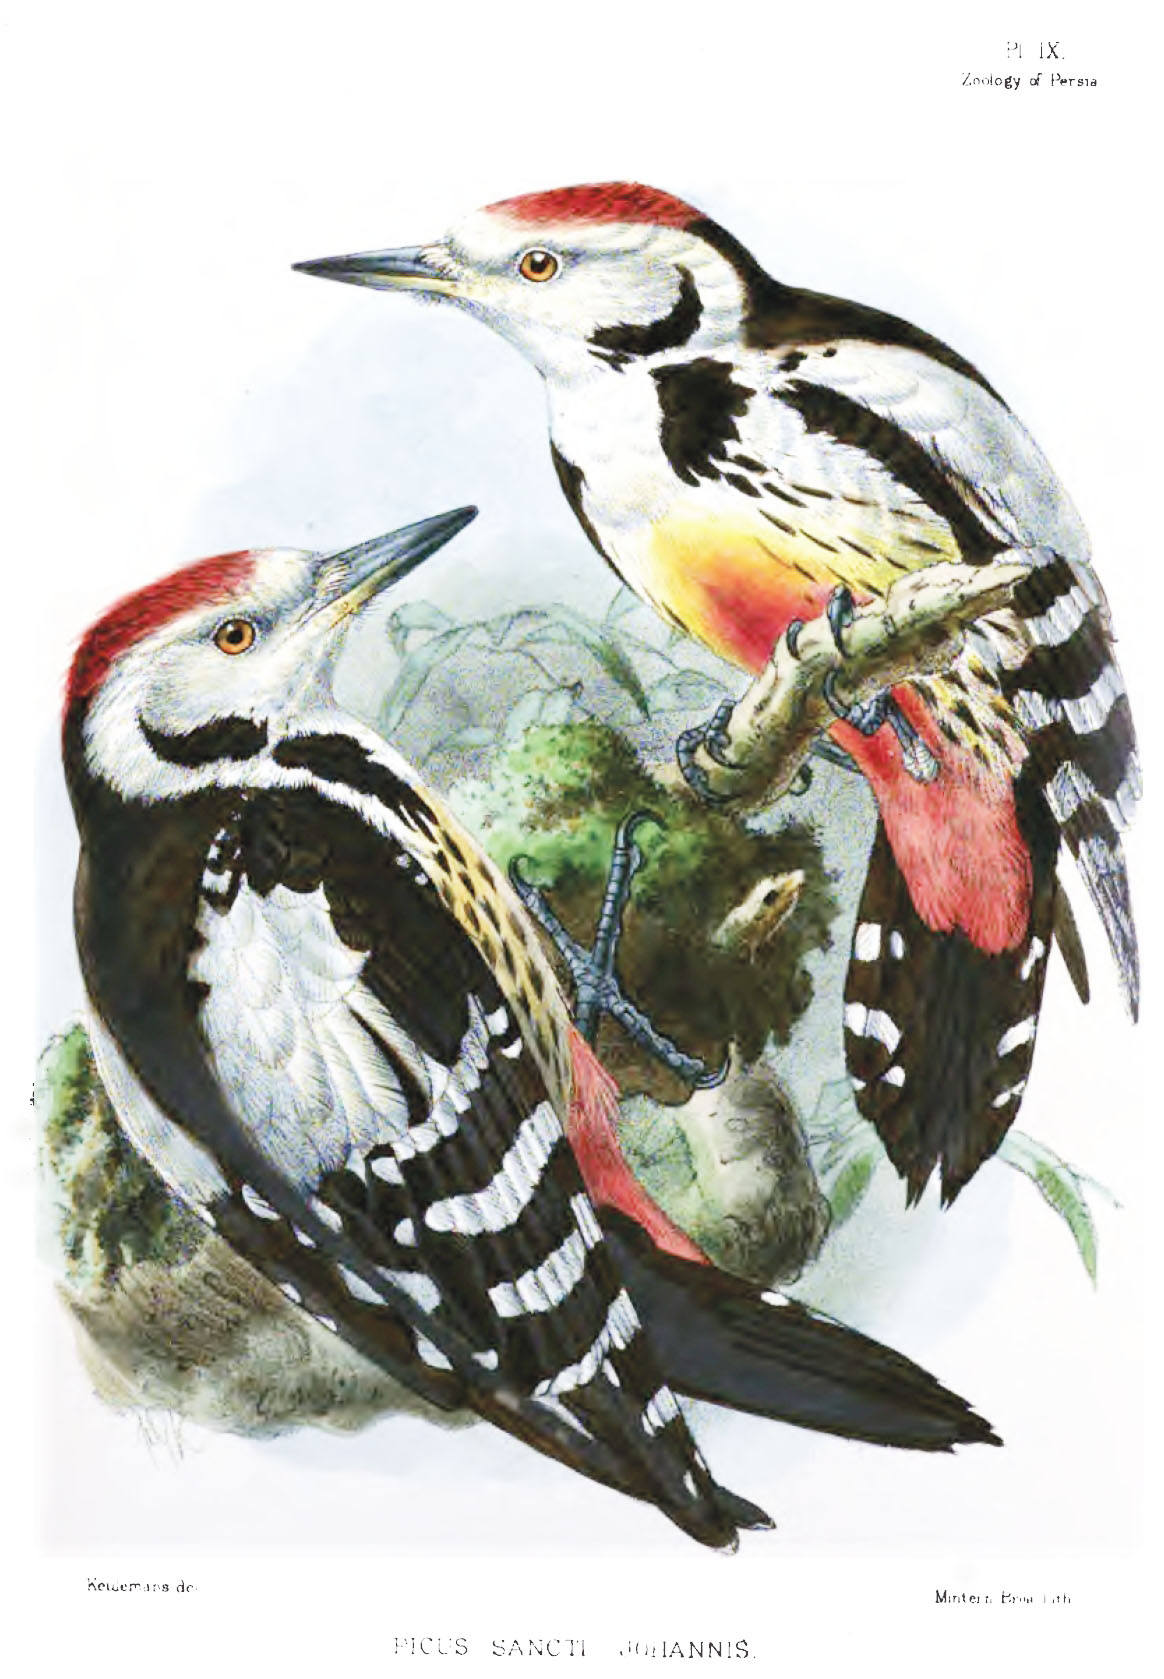 Pl IX.
Zoology of Persia
Keulemans del
Mintern Bros. Lith.
PICUS SANCTI JOHANNIS.